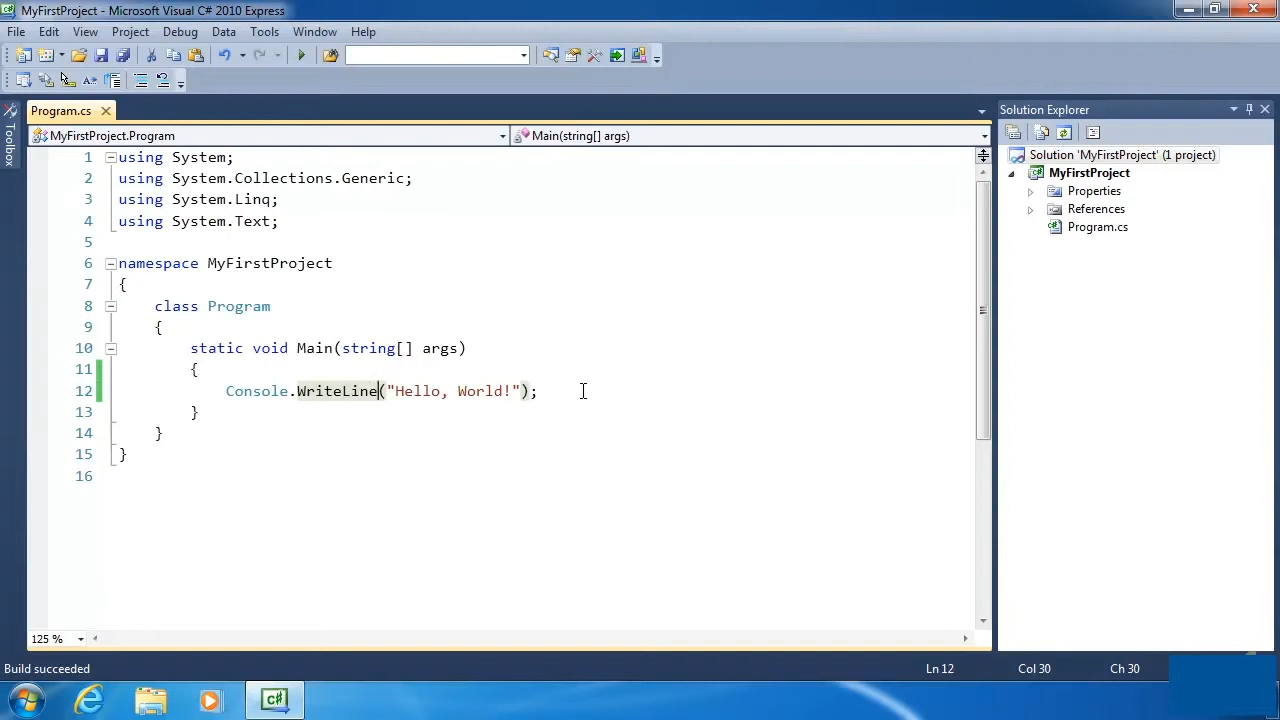 MyFirstProject - Microsoft Visual C# 2010 Express
File Edit View Project Debug Data Tools Window Help
Program.cs
Solution Explorer
MyFirstProject.Program
Main(string[] args)
Toolbox
1 using System;
2 using System.Collections.Generic;
3 using System.Linq;
4 using System.Text;
5
6 namespace MyFirstProject
7 {
8 class Program
9 {
10 static void Main(string[] args)
11 {
12 Console.WriteLine("Hello, World!");
13 }
14 }
15 }
16
Solution 'MyFirstProject' (1 project)
MyFirstProject
Properties
References
Program.cs
125 %
Build succeeded Ln 12 Col 30 Ch 30
C#